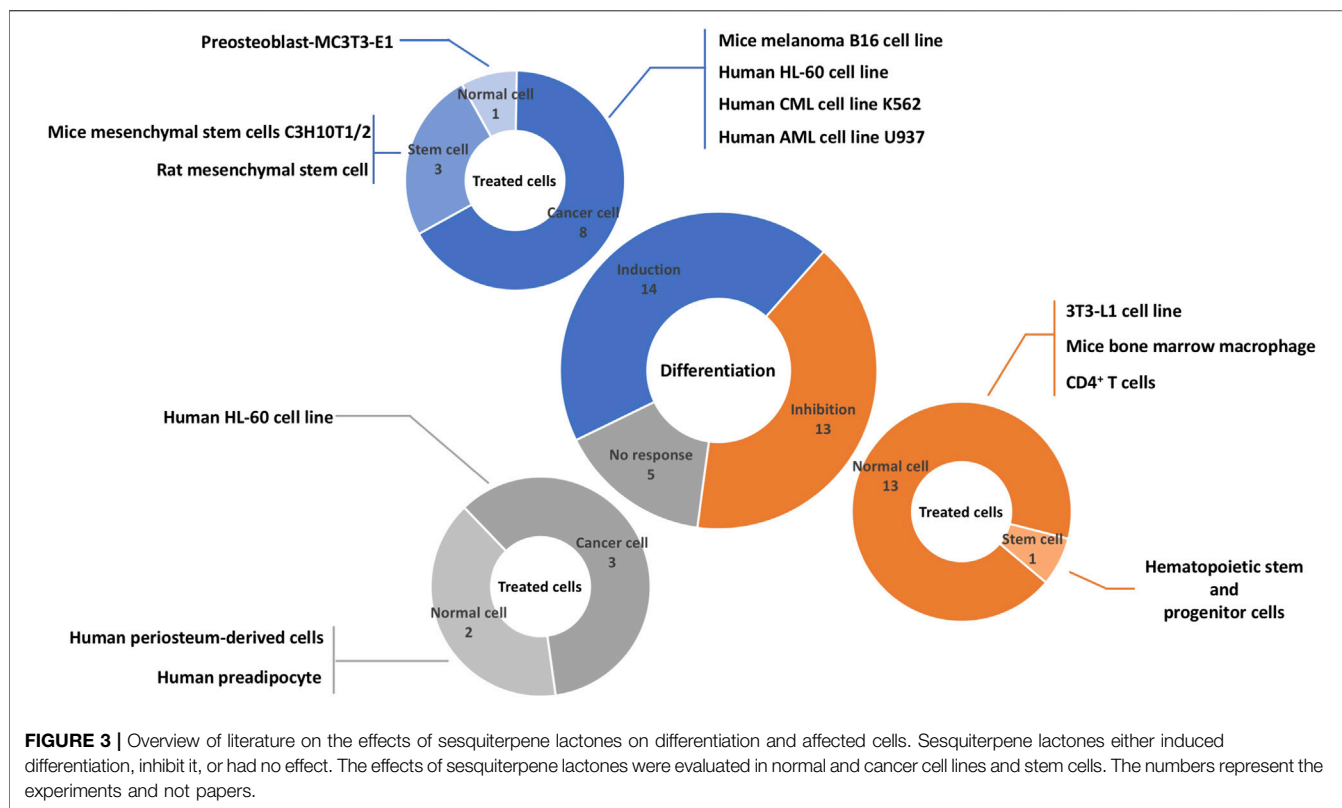 Preosteoblast-MC3T3-E1
Mice melanoma B16 cell line
Human HL-60 cell line
Human CML cell line K562
Human AML cell line U937
Mice mesenchymal stem cells C3H10T1/2
Rat mesenchymal stem cell
Normal cell
1
Stem cell
3
Treated cells
Cancer cell
8
Induction
14
Differentiation
Inhibition
13
No response
5
3T3-L1 cell line
Mice bone marrow macrophage
CD4⁺ T cells
Normal cell
13
Treated cells
Stem cell
1
Hematopoietic stem
and
progenitor cells
Human HL-60 cell line
Cancer cell
3
Treated cells
Normal cell
2
Human periosteum-derived cells
Human preadipocyte
FIGURE 3 | Overview of literature on the effects of sesquiterpene lactones on differentiation and affected cells. Sesquiterpene lactones either induced
differentiation, inhibit it, or had no effect. The effects of sesquiterpene lactones were evaluated in normal and cancer cell lines and stem cells. The numbers represent the
experiments and not papers.